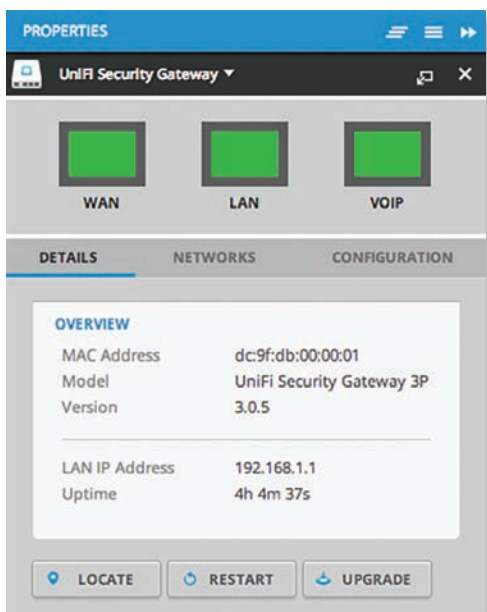 PROPERTIES
UniFi Security Gateway
WAN LAN VOIP
DETAILS NETWORKS CONFIGURATION
OVERVIEW
MAC Address dc:9f:db:00:00:01
Model UniFi Security Gateway 3P
Version 3.0.5
LAN IP Address 192.168.1.1
Uptime 4h 4m 37s
LOCATE RESTART UPGRADE